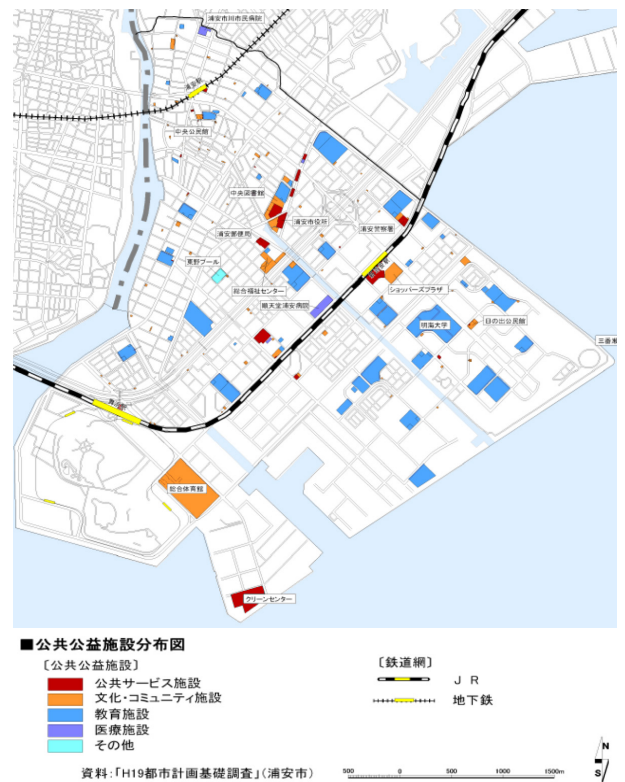 浦安市川市民病院
浦安駅
中央公民館
中央図書館
浦安市役所
浦安警察署
浦安郵便局
東野プール
総合福祉センター
ショッパーズプラザ
順天堂浦安病院
明海大学
日の出公民館
三番瀬
総合体育館
クリーンセンター
■公共公益施設分布図
〔公共公益施設〕
公共サービス施設
文化・コミュニティ施設
教育施設
医療施設
その他
〔鉄道網〕
ＪＲ
地下鉄
資料:「H19都市計画基礎調査」(浦安市)
500 0 500 1000 1500m
N
S